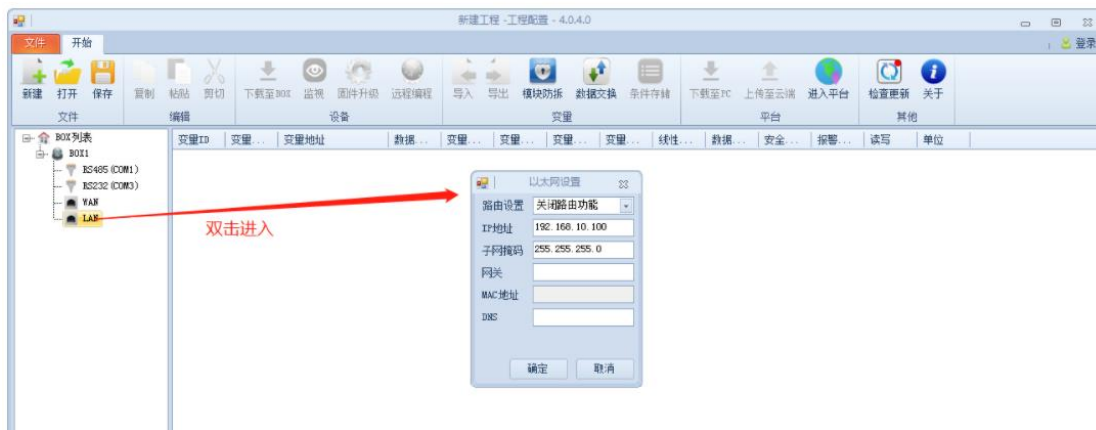 新建工程 -工程配置 - 4.0.4.0
文件 开始 登录
新建 打开 保存 复制 粘贴 剪切 下载至BOX 监视 固件升级 远程编程 导入 导出 模块防拆 数据交换 条件存储 下载至PC 上传至云端 进入平台 检查更新 关于
文件 编辑 设备 变量 平台 其他
BOX列表
变量ID 变量... 变量地址 数据... 变量... 变量... 变量... 变量... 线性... 数据... 安全... 报警... 读写 单位
BOX1
RS485(COM1)
RS232(COM3)
WAN
LAN
双击进入
以太网设置
路由设置 关闭路由功能
IP地址 192.168.10.100
子网掩码 255.255.255.0
网关
MAC地址
DNS
确定 取消